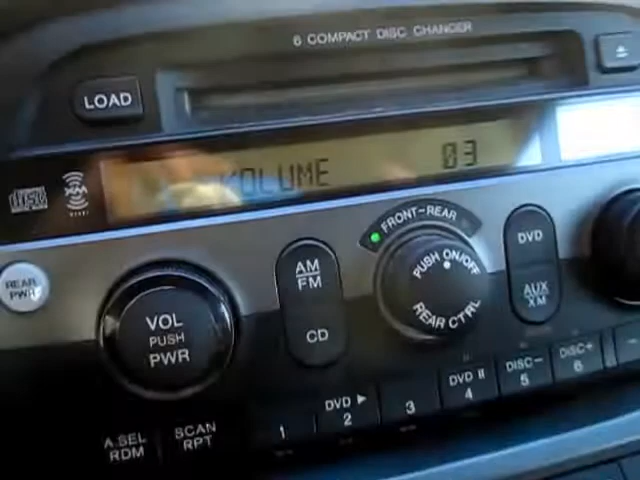 6 COMPACT DISC CHANGER
LOAD
VOLUME 03
disc
XM
FRONT-REAR
REAR
PWR
VOL
PUSH
PWR
AM
FM
CD
PUSH ON/OFF
REAR CTRL
DVD
AUX
XM
A.SEL
RDM
SCAN
RPT
1
DVD ▶
2
3
DVD II
4
DISC-
5
DISC+
6